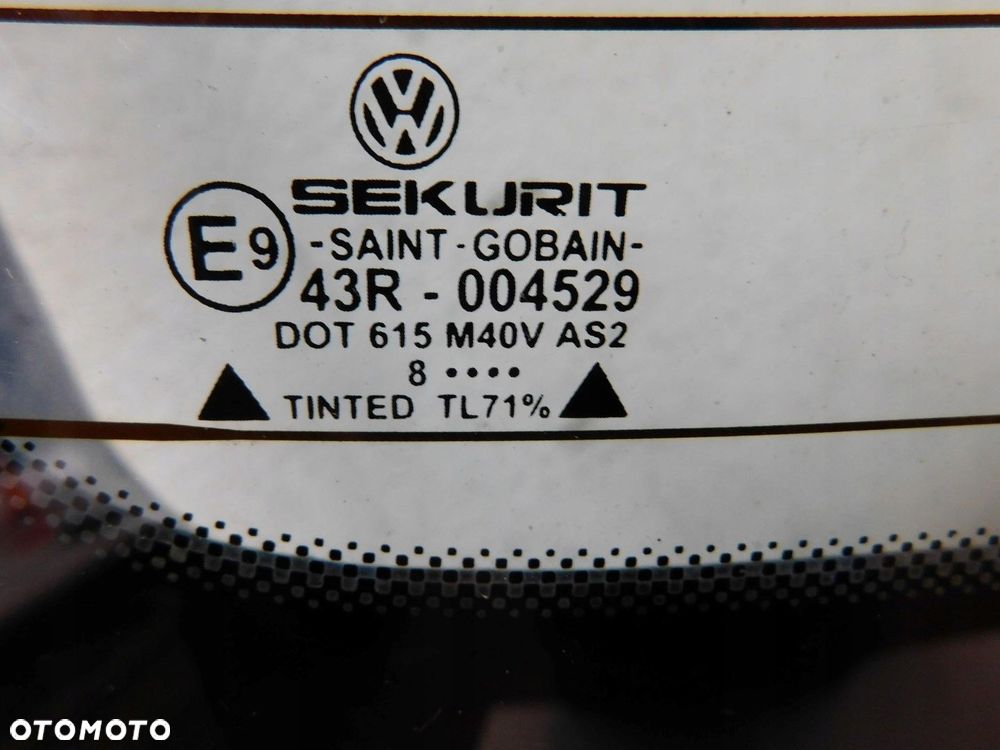 SEKURIT
E9
-SAINT-GOBAIN-
43R - 004529
DOT 615 M40V AS2
8 ••••
TINTED TL71%
OTOMOTO